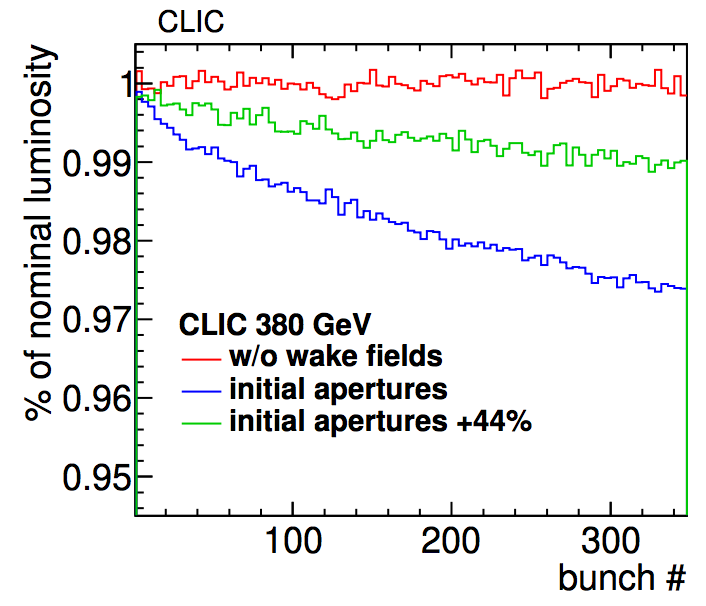 CLIC
% of nominal luminosity
1
0.99
0.98
0.97
0.96
0.95
CLIC 380 GeV
w/o wake fields
initial apertures
initial apertures +44%
100
200
300
bunch #